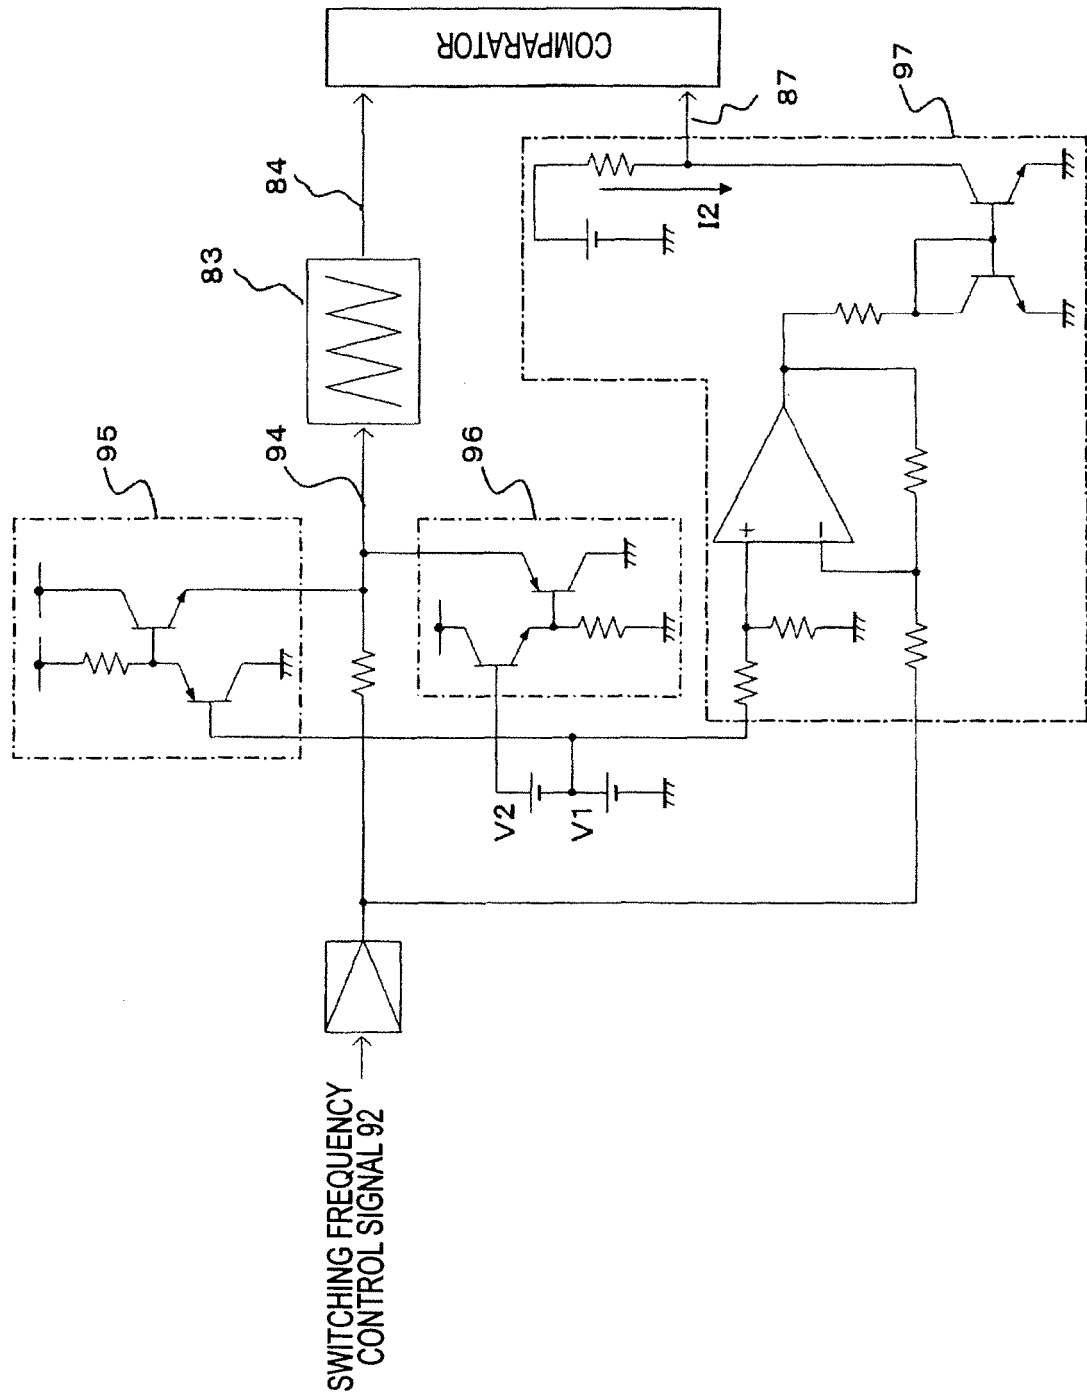 SWITCHING FREQUENCY
CONTROL SIGNAL 92
95
94
83
84
COMPARATOR
96
V2
V1
+
−
I2
87
97